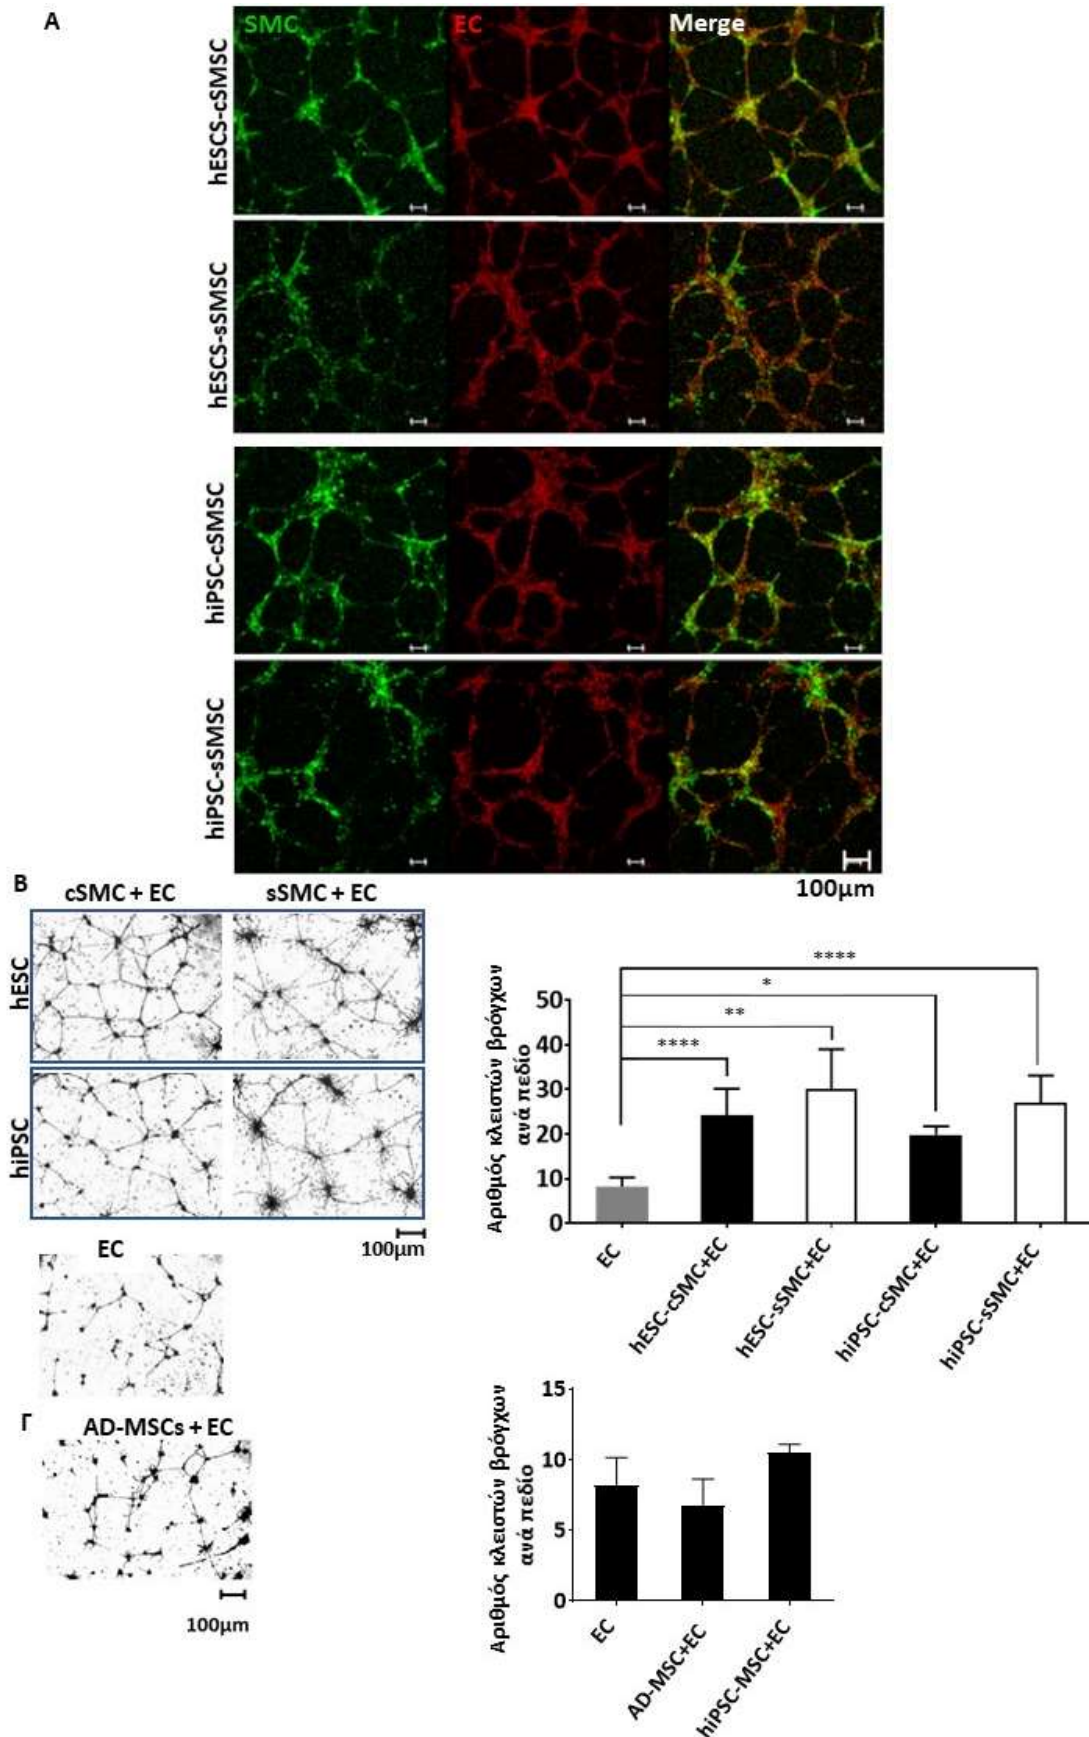 A
SMC EC Merge
hESCS-cSMSC
hESCS-sSMSC
hiPSC-cSMSC
hiPSC-sSMSC
100μm
B
cSMC + EC sSMC + EC
hESC
hiPSC
100μm
EC
****
*
**
****
Αριθμός κλειστών βρόγχων
ανά πεδίο
50
40
30
20
10
0
EC
hESC-cSMC+EC
hESC-sSMC+EC
hiPSC-cSMC+EC
hiPSC-sSMC+EC
Γ
AD-MSCs + EC
100μm
Αριθμός κλειστών βρόγχων
ανά πεδίο
15
10
5
0
EC
AD-MSC+EC
hiPSC-MSC+EC